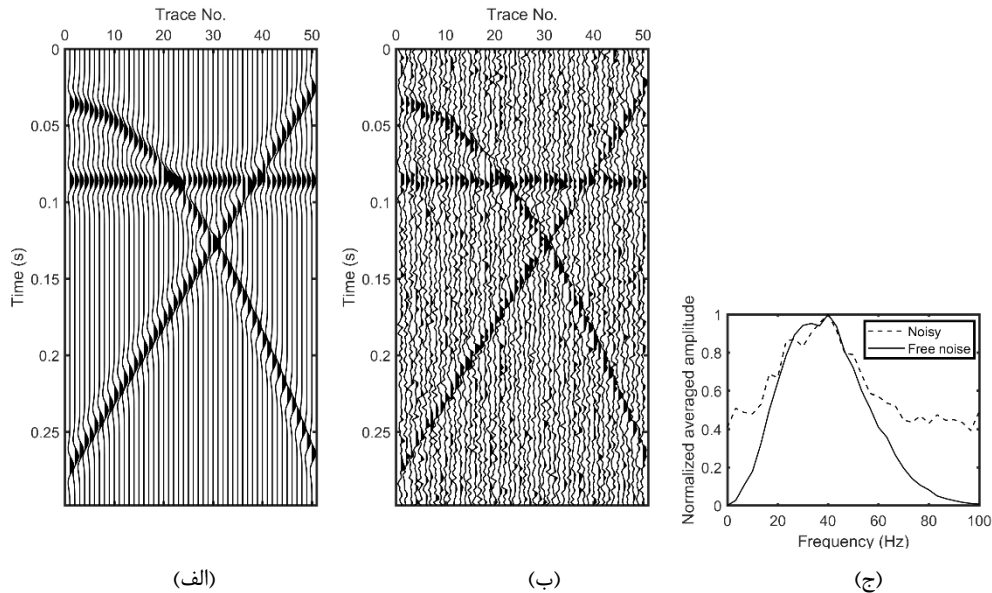 Trace No.
0 10 20 30 40 50
0
0.05
0.1
0.15
0.2
0.25
Time (s)
Trace No.
0 10 20 30 40 50
0
0.05
0.1
0.15
0.2
0.25
Time (s)
Normalized averaged amplitude
1
0.8
0.6
0.4
0.2
0
Noisy
Free noise
0 20 40 60 80 100
Frequency (Hz)
(الف)
(ب)
(ج)